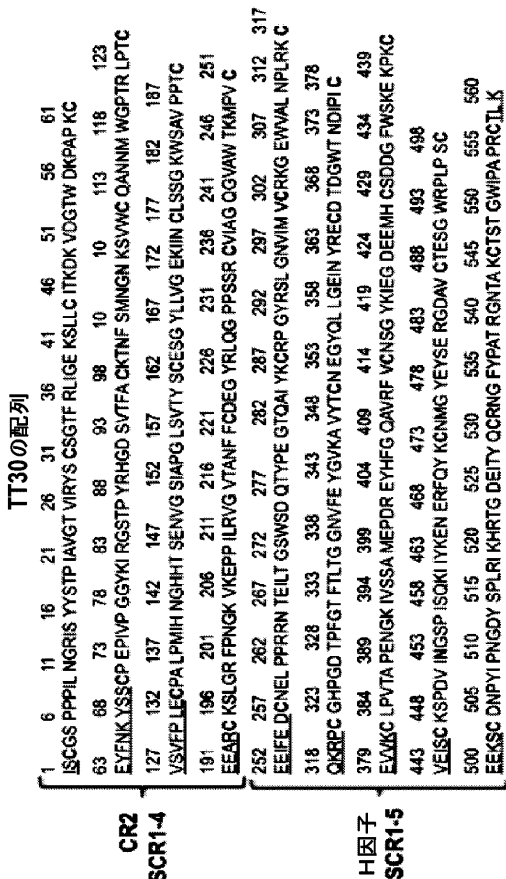 TT30の配列
1 6 11 16 21 26 31 36 41 46 51 56 61
ISCGS PPPIL NGRIS YYSTP IAVGT VIRYS CSGTF RLIGE KSLLC ITKDK VDGTW DKPAP KC
63 68 73 78 83 88 93 98 10 10 113 118 123
EYFNK YSSCP EPIVP GGYKI RGSTP YRHGD SVTFA CKTNF SMNGN KSVWC QANNM WGPTR LPTC
127 132 137 142 147 152 157 162 167 172 177 182 187
VSVFP LECPA LPMIH NGHHT SENVG SIAPG LSVTY SCESG YLLVG EKIIN CLSSG KWSAV PPTC
191 196 201 206 211 216 221 226 231 236 241 246 251
EEARC KSLGR FPNGK VKEPP ILRVG VTANF FCDEG YRLQG PPSSR CVIAG QGVAW TKMPV C
CR2
SCR1-4
252 257 262 267 272 277 282 287 292 297 302 307 312 317
EEIFE DCNEL PPRRN TEILT GSWSD QTYPE GTQAI YKCRP GYRSL GNVIM VCRKG EWVAL NPLRK C
318 323 328 333 338 343 348 353 358 363 368 373 378
QKRPC GHPGD TPFGT FTLTG GNVFE YGVKA VYTCN EGYQL LGEIN YRECD TDGWT NDIPI C
379 384 389 394 399 404 409 414 419 424 429 434 439
EVVKC LPVTA PENGK IVSSA MEPDR EYHFG QAVRF VCNSG YKIEG DEEMH CSDDG FWSKE KPKC
443 448 453 458 463 468 473 478 483 488 493 498
VEISC KSPDV INGSP ISQKI IYKEN ERFQY KCNMG YEYSE RGDAV CTESG WRPLP SC
500 505 510 515 520 525 530 535 540 545 550 555 560
EEKSC DNPYI PNGDY SPLRI KHRTG DEITY QCRNG FYPAT RGNTA KCTST GWIPA PRCTL K
H因子
SCR1-5